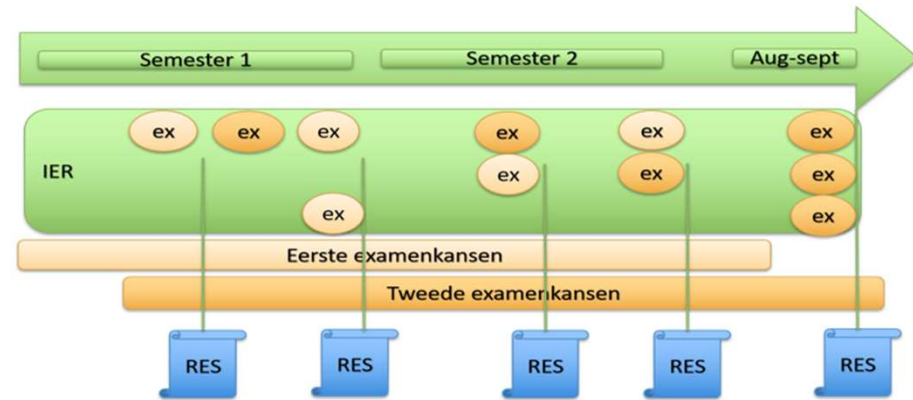 Semester 1 Semester 2 Aug-sept
ex ex ex ex ex ex
IER ex ex ex
ex ex
Eerste examenkansen
Tweede examenkansen
RES RES RES RES RES